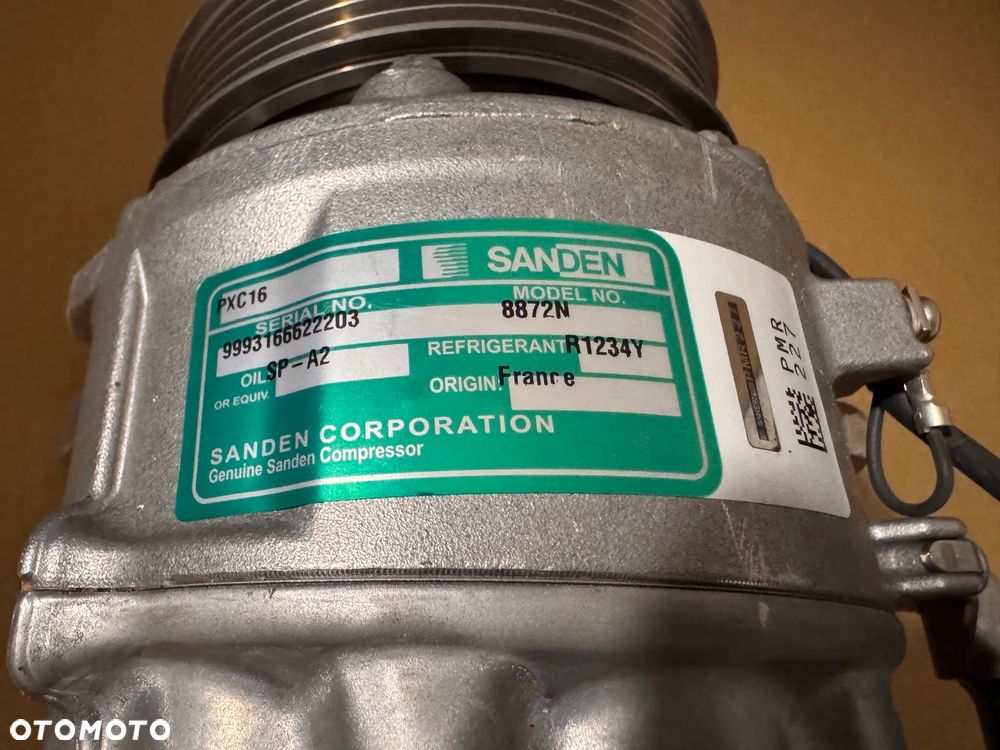 SANDEN
PXC16
SERIAL NO.
MODEL NO.
9993166622203
8872N
OIL.
SP-A2
REFRIGERANT
R1234Y
OR EQUIV.
ORIGIN.
France
SANDEN CORPORATION
Genuine Sanden Compressor
PMR
227
OTOMOTO